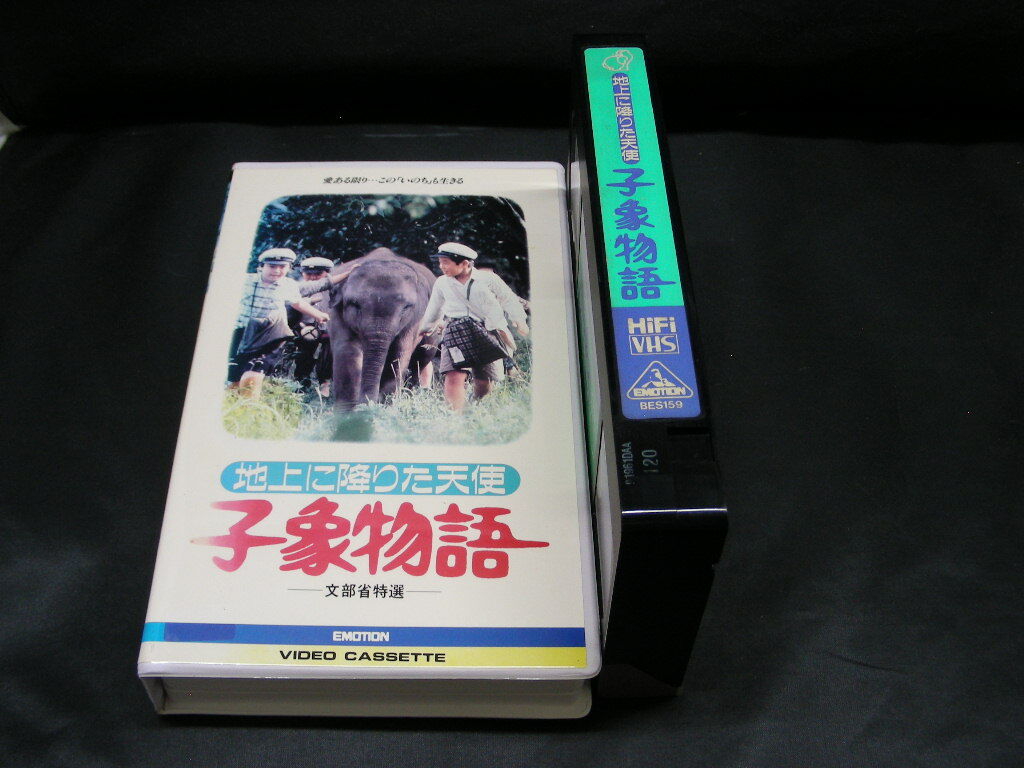 愛ある限り…この「いのち」も生きる
地上に降りた天使
子象物語
文部省特選
EMOTION
VIDEO CASSETTE
地上に降りた天使
子象物語
HiFi
VHS
EMOTION
BES159
120